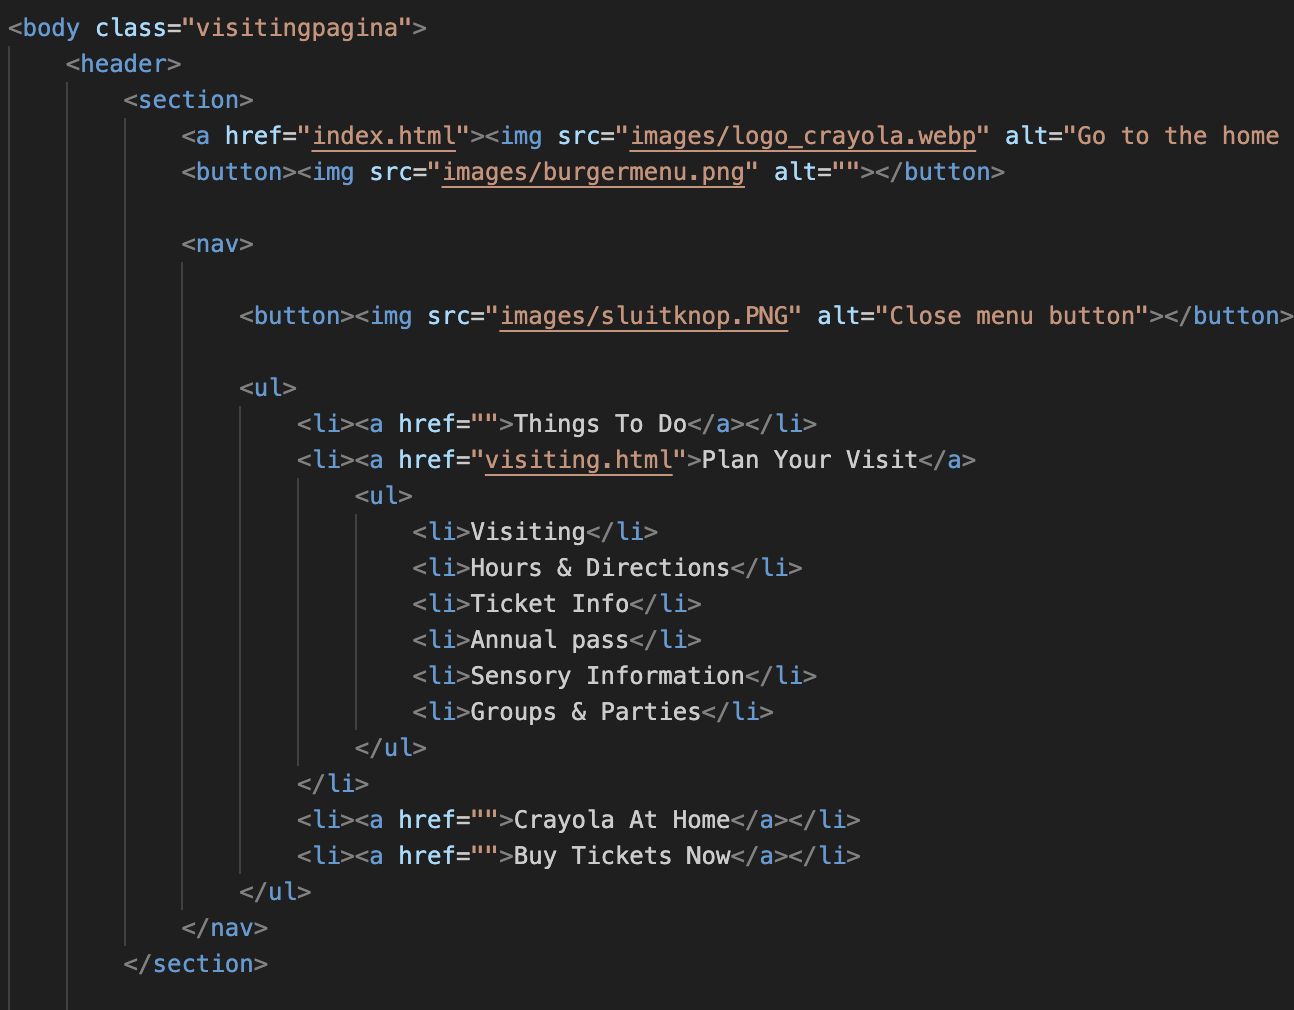 <body class="visitingpagina">
<header>
<section>
<a href="index.html"><img src="images/logo_crayola.webp" alt="Go to the home
<button><img src="images/burgermenu.png" alt=""></button>
<nav>
<button><img src="images/sluitknop.PNG" alt="Close menu button"></button>
<ul>
<li><a href="">Things To Do</a></li>
<li><a href="visiting.html">Plan Your Visit</a>
<ul>
<li>Visiting</li>
<li>Hours & Directions</li>
<li>Ticket Info</li>
<li>Annual pass</li>
<li>Sensory Information</li>
<li>Groups & Parties</li>
</ul>
</li>
<li><a href="">Crayola At Home</a></li>
<li><a href="">Buy Tickets Now</a></li>
</ul>
</nav>
</section>